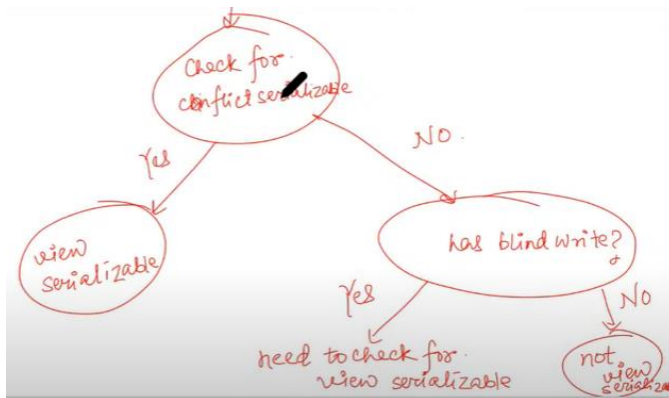 Check for
conflict serializable
Yes
NO.
view
serializable
has blind write?
Yes
NO
need to check for
view serializable
not
view
serializable